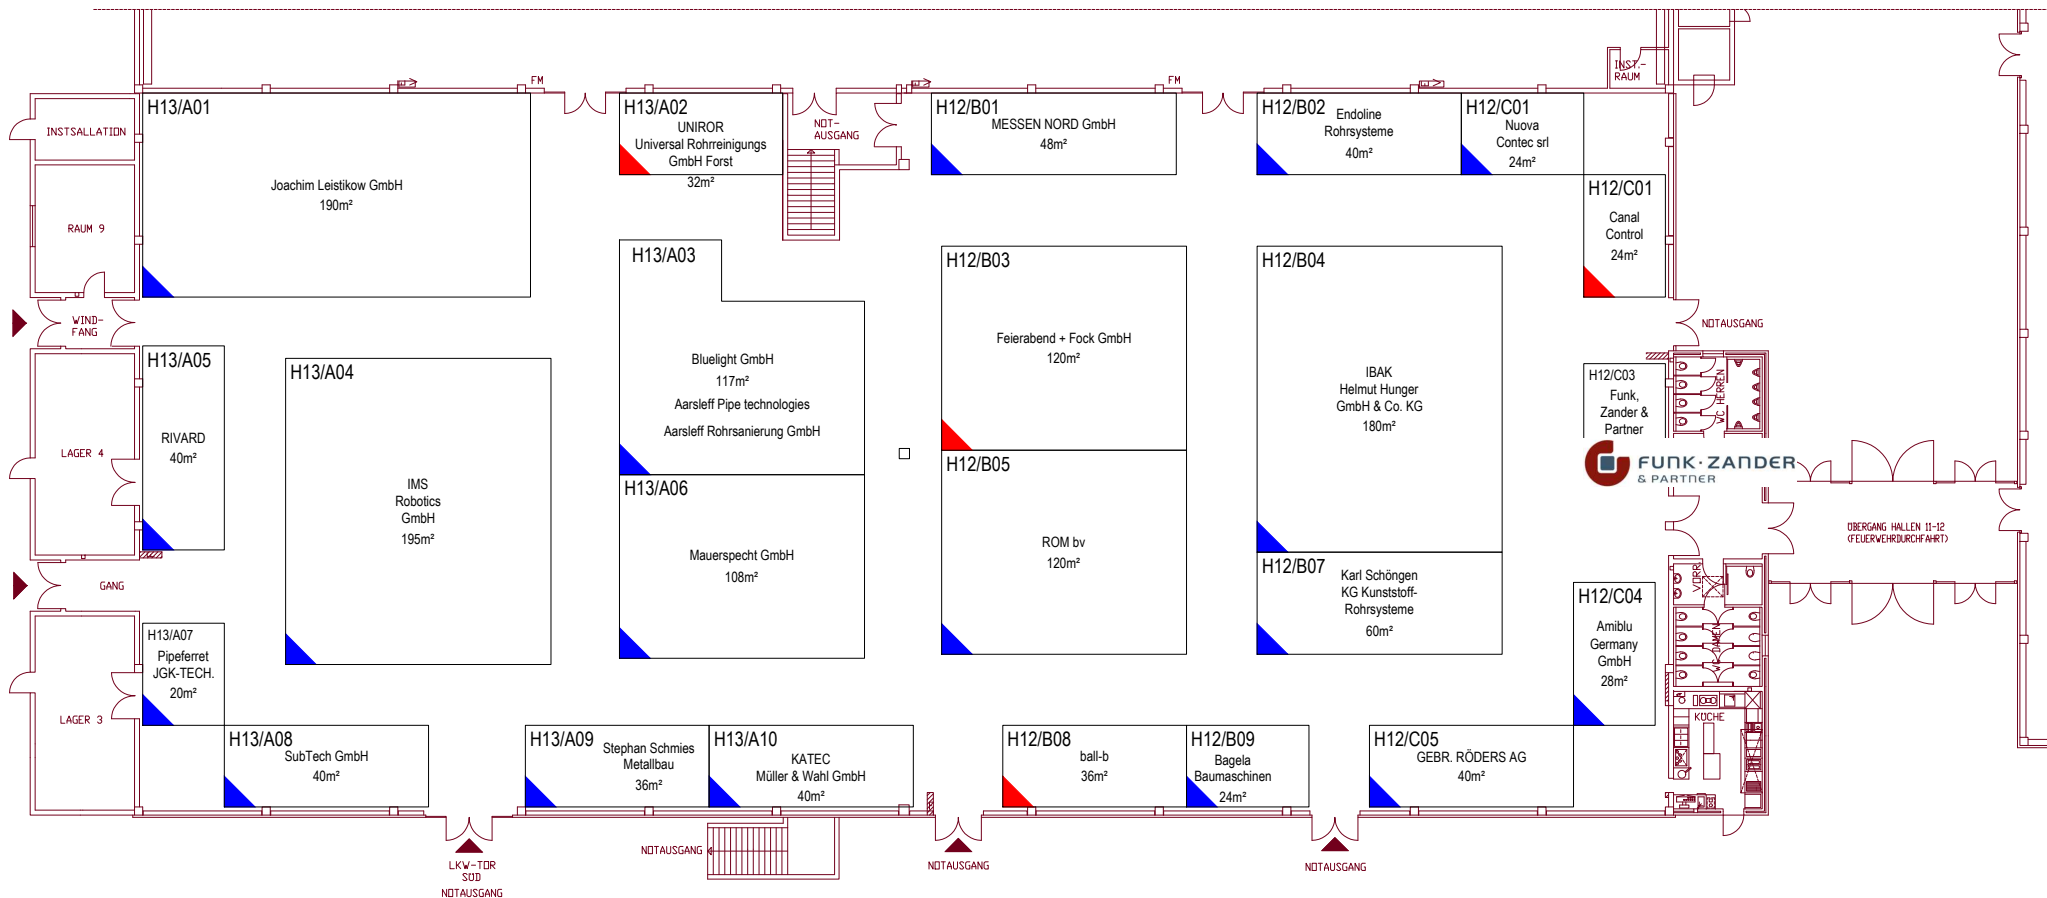 FM
FM
INST.-
RAUM
H13/A01
Joachim Leistikow GmbH
190m²
H13/A02
UNIROR
Universal Rohrreinigungs
GmbH Forst
32m²
NOT-
AUSGANG
H12/B01
MESSEN NORD GmbH
48m²
H12/B02
Endoline
Rohrsysteme
40m²
H12/C01
Nuova
Contec srl
24m²
H12/C01
Canal
Control
24m²
INSTSALLATION
RAUM 9
WIND-
FANG
H13/A03
Bluelight GmbH
117m²
Aarsleff Pipe technologies
Aarsleff Rohrsanierung GmbH
H12/B03
Feierabend + Fock GmbH
120m²
H12/B04
IBAK
Helmut Hunger
GmbH & Co. KG
180m²
NOTAUSGANG
H13/A05
RIVARD
40m²
H13/A04
IMS
Robotics
GmbH
195m²
LAGER 4
H12/C03
Funk,
Zander &
Partner
WC HERREN
FUNK·ZANDER
& PARTNER
H13/A06
Mauerspecht GmbH
108m²
H12/B05
ROM bv
120m²
ÜBERGANG HALLEN 11-12
(FEUERWEHRDURCHFAHRT)
GANG
H12/B07
Karl Schöngen
KG Kunststoff-
Rohrsysteme
60m²
VORR.
H12/C04
Amiblu
Germany
GmbH
28m²
WC DAMEN
H13/A07
Pipeferret
JGK-TECH.
20m²
LAGER 3
KÜCHE
H13/A08
SubTech GmbH
40m²
H13/A09
Stephan Schmies
Metallbau
36m²
H13/A10
KATEC
Müller & Wahl GmbH
40m²
H12/B08
ball-b
36m²
H12/B09
Bagela
Baumaschinen
24m²
H12/C05
GEBR. RÖDERS AG
40m²
LKW-TOR
SÜD
NOTAUSGANG
NOTAUSGANG
NOTAUSGANG
NOTAUSGANG